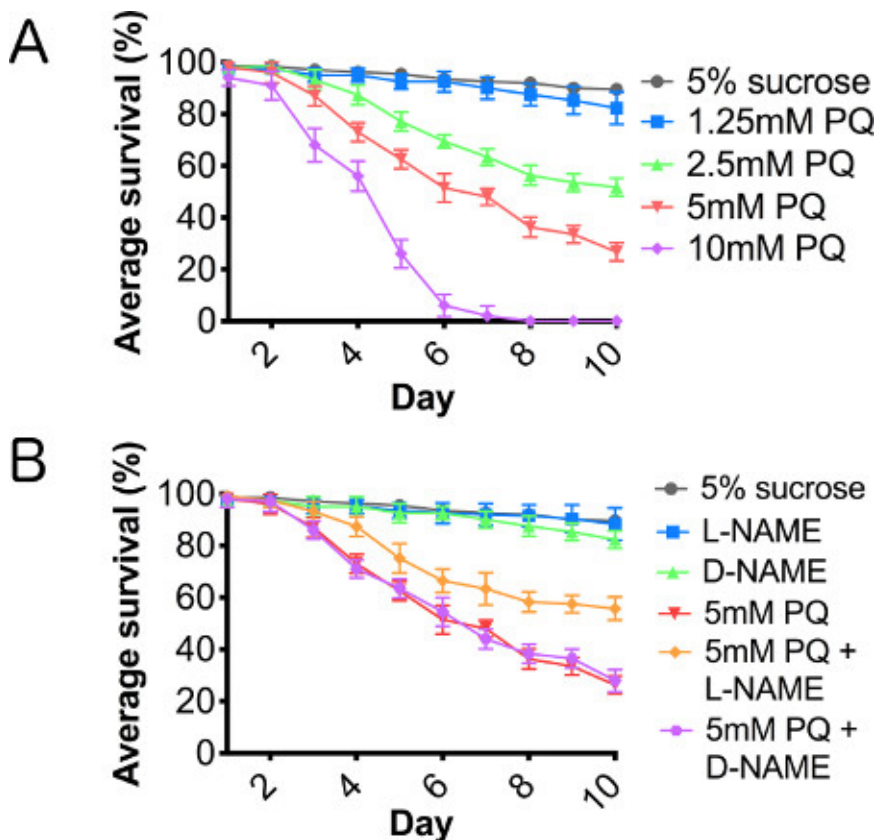 A
Average survival (%)
100
80
60
40
20
0
2
4
6
8
10
Day
5% sucrose
1.25mM PQ
2.5mM PQ
5mM PQ
10mM PQ
B
Average survival (%)
100
80
60
40
20
0
2
4
6
8
10
Day
5% sucrose
L-NAME
D-NAME
5mM PQ
5mM PQ +
L-NAME
5mM PQ +
D-NAME